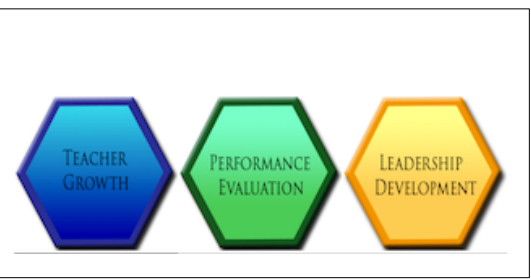 Teacher
Growth
Performance
Evaluation
Leadership
Development